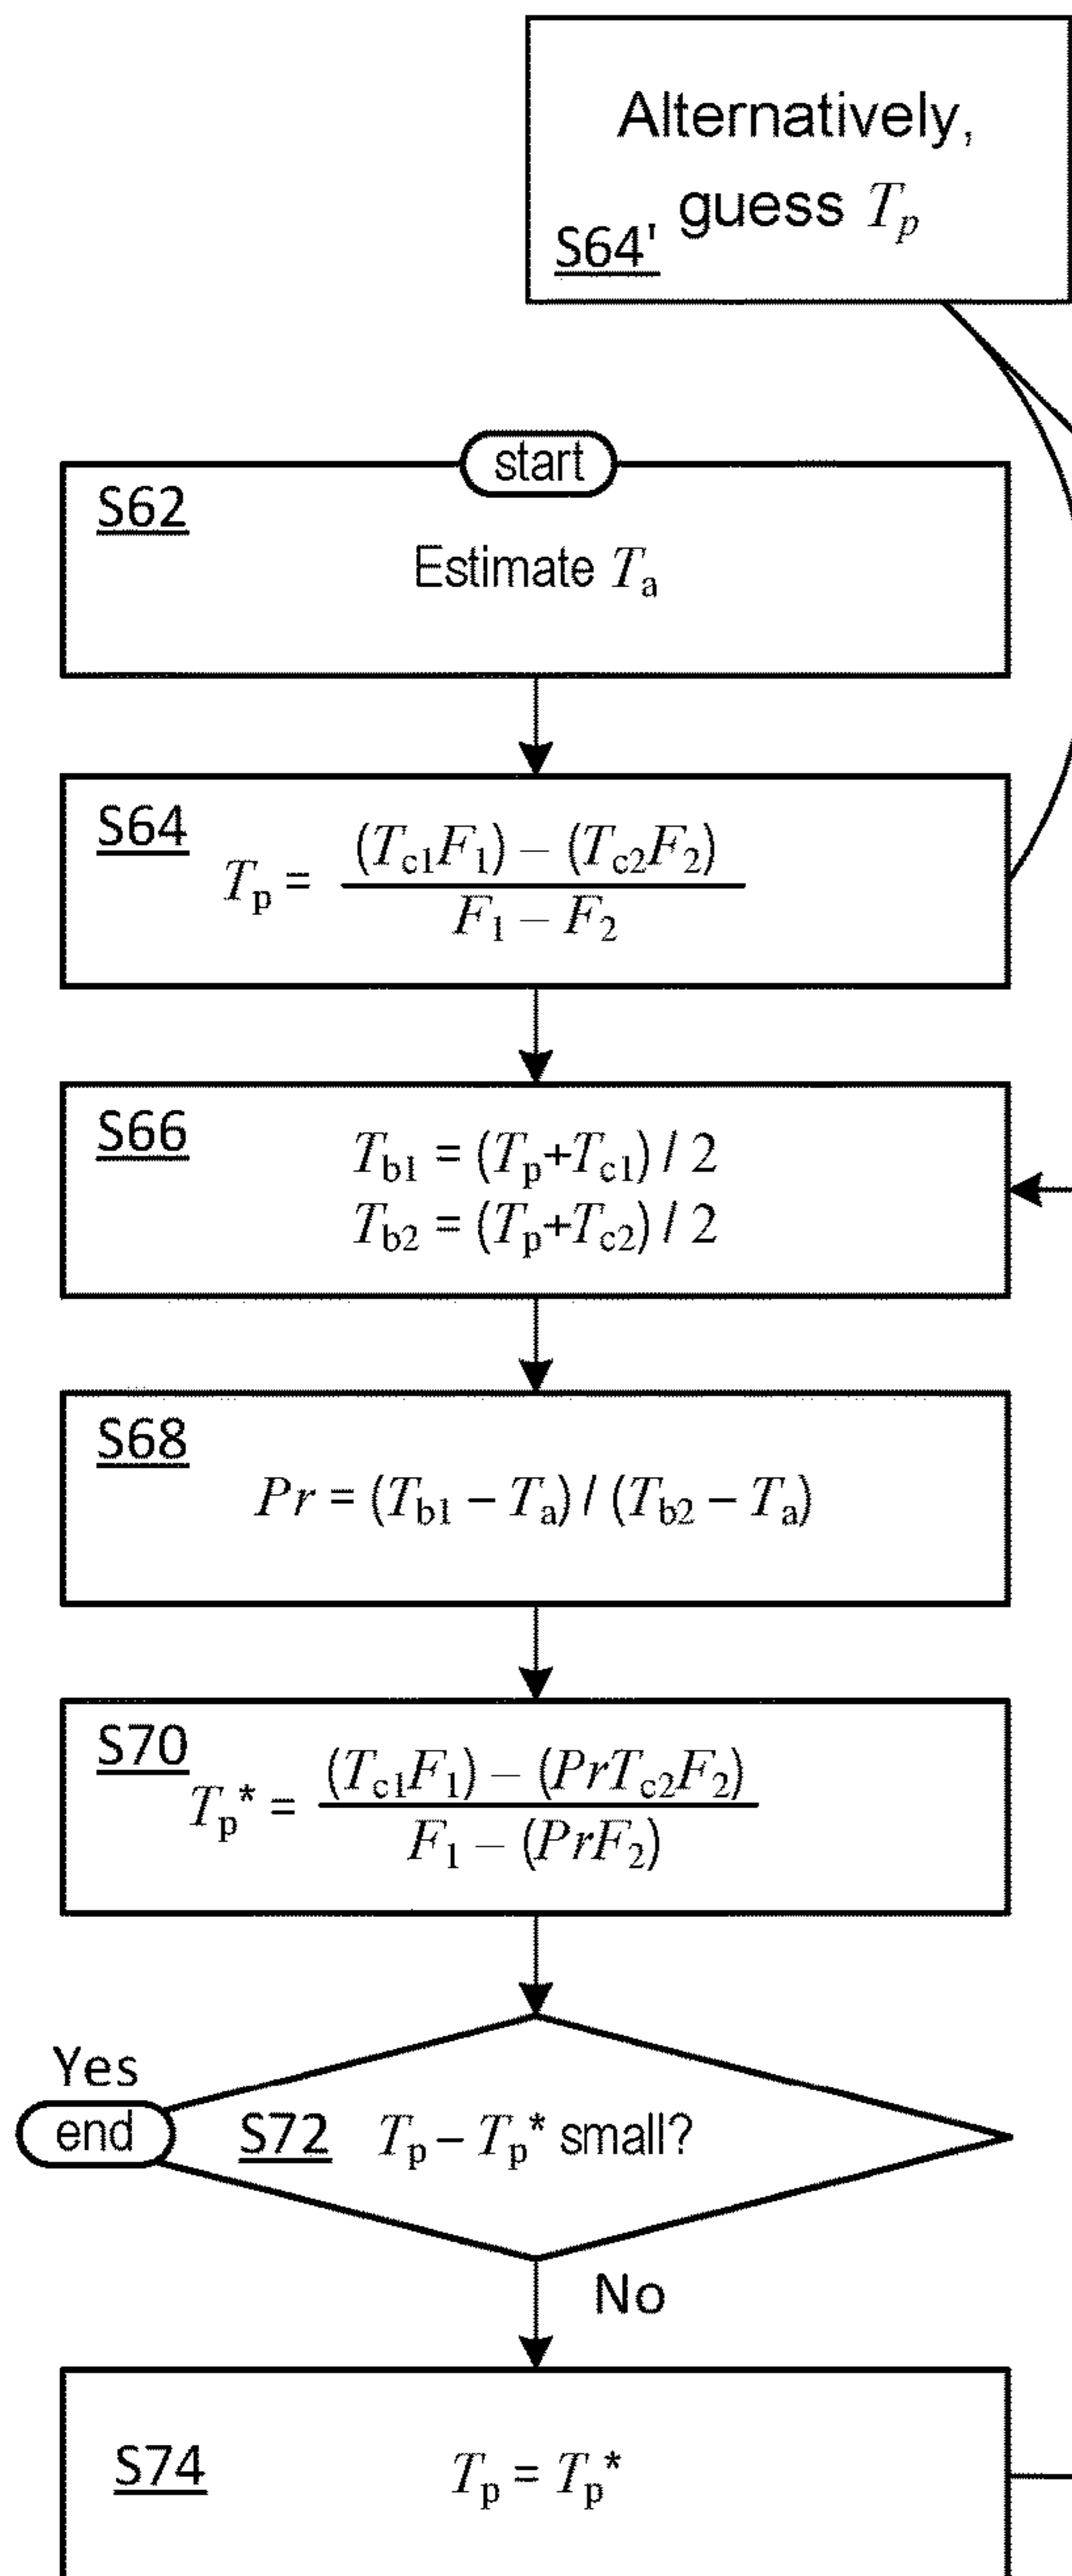 Alternatively,
guess Tp
S64'
start
S62
Estimate Ta
S64
Tp = (Tc1F1) – (Tc2F2)
F1 – F2
S66
Tb1 = (Tp+Tc1) / 2
Tb2 = (Tp+Tc2) / 2
S68
Pr = (Tb1 – Ta) / (Tb2 – Ta)
S70
Tp* = (Tc1F1) – (PrTc2F2)
F1 – (PrF2)
Yes
end
S72 Tp – Tp* small?
No
S74 Tp = Tp*